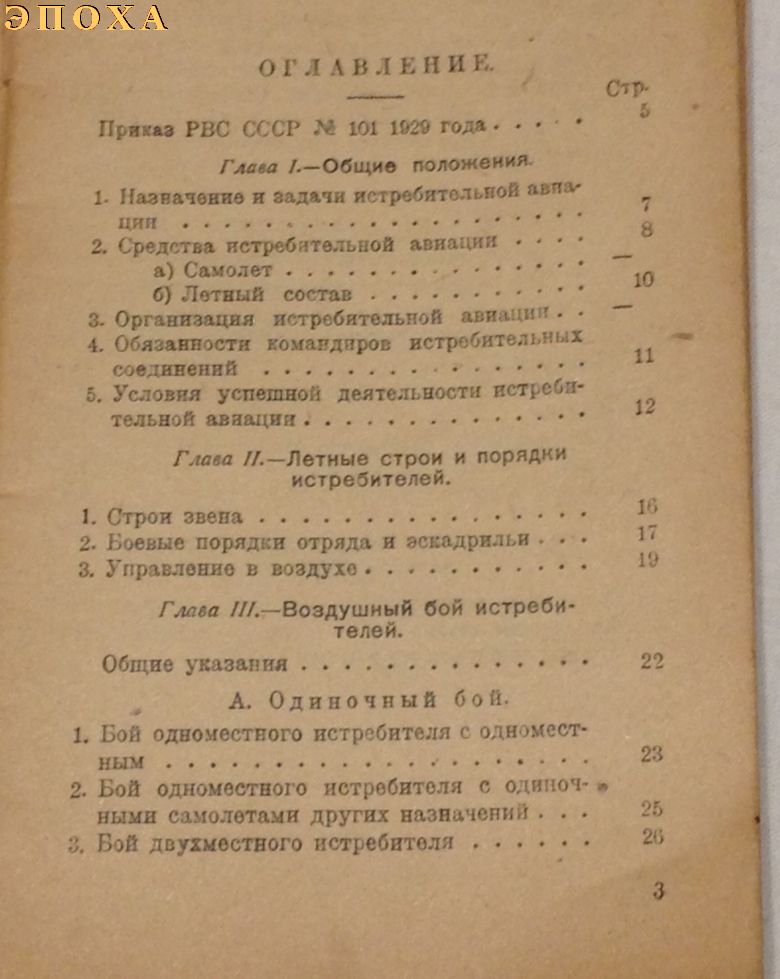 ЭПОХА
ОГЛАВЛЕНИЕ.
Стр.
Приказ РВС СССР № 101 1929 года . . . . . 5
Глава I.—Общие положения.
1. Назначение и задачи истребительной авиа-
ции . . . . . . . . . . . . . . . . . . 7
2. Средства истребительной авиации . . . . 8
а) Самолет . . . . . . . . . . . . . . —
б) Летный состав . . . . . . . . . . . 10
3. Организация истребительной авиации . . —
4. Обязанности командиров истребительных
соединений . . . . . . . . . . . . . . . 11
5. Условия успешной деятельности истреби-
тельной авиации . . . . . . . . . . . . . 12
Глава II.—Летные строи и порядки
истребителей.
1. Строи звена . . . . . . . . . . . . . . . 16
2. Боевые порядки отряда и эскадрильи . . . 17
3. Управление в воздухе . . . . . . . . . . . 19
Глава III.—Воздушный бой истреби-
телей.
Общие указания . . . . . . . . . . . . . . 22
А. Одиночный бой.
1. Бой одноместного истребителя с одномест-
ным . . . . . . . . . . . . . . . . . . . . 23
2. Бой одноместного истребителя с одиноч-
ными самолетами других назначений . . . 25
3. Бой двухместного истребителя . . . . . . 26
3